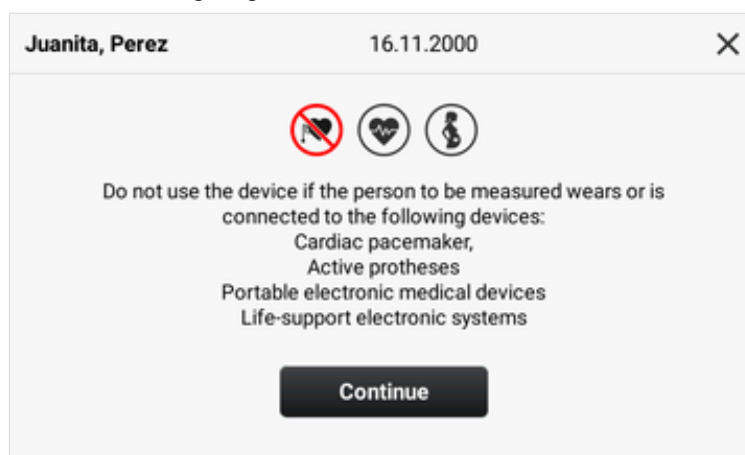 Juanita, Perez
16.11.2000
Do not use the device if the person to be measured wears or is
connected to the following devices:
Cardiac pacemaker,
Active protheses
Portable electronic medical devices
Life-support electronic systems
Continue